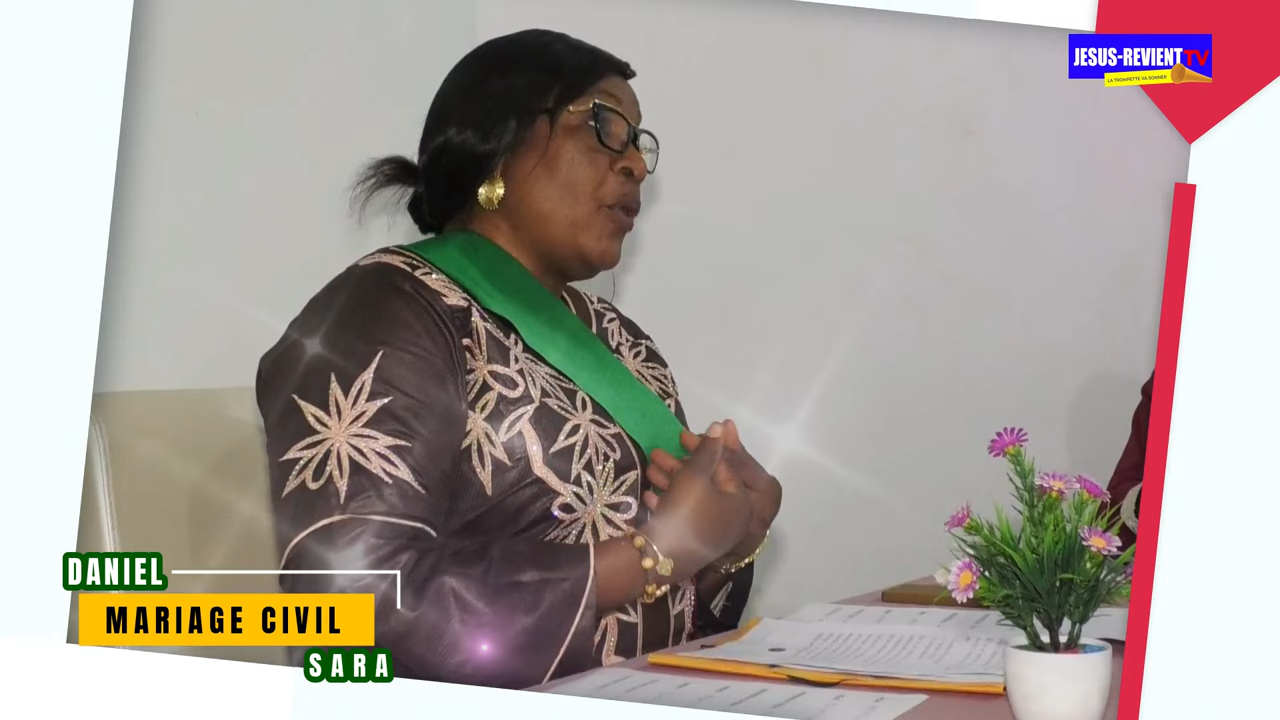 JESUS-REVIENT TV
LA TROMPETTE VA SONNER
DANIEL
MARIAGE CIVIL
SARA